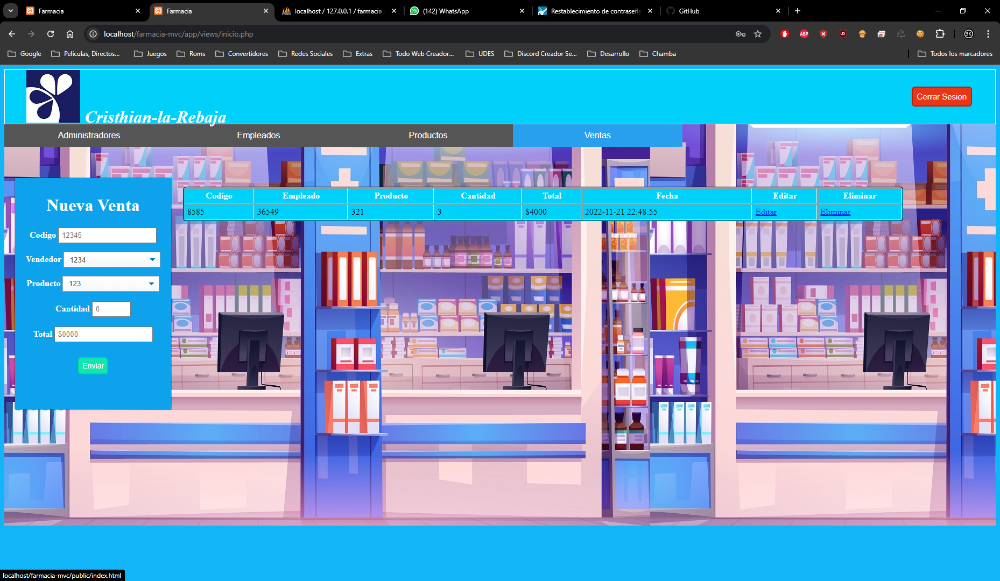 Farmacia
Farmacia
localhost / 127.0.0.1 / farmacia
(142) WhatsApp
Restablecimiento de contraseña
GitHub
localhost/farmacia-mvc/app/views/inicio.php
ABP
Google
Peliculas, Directos...
Juegos
Roms
Convertidores
Redes Sociales
Extras
Todo Web Creador...
UDES
Discord Creador Se...
Desarrollo
Chamba
Todos los marcadores
Cristhian-la-Rebaja
Cerrar Sesion
Administradores
Empleados
Productos
Ventas
Nueva Venta
Codigo 12345
Vendedor 1234
Producto 123
Cantidad 0
Total $0000
Enviar
Codigo Empleado Producto Cantidad Total Fecha Editar Eliminar
8585 36549 321 3 $4000 2022-11-21 22:48:55 Editar Eliminar
localhost/farmacia-mvc/public/index.html